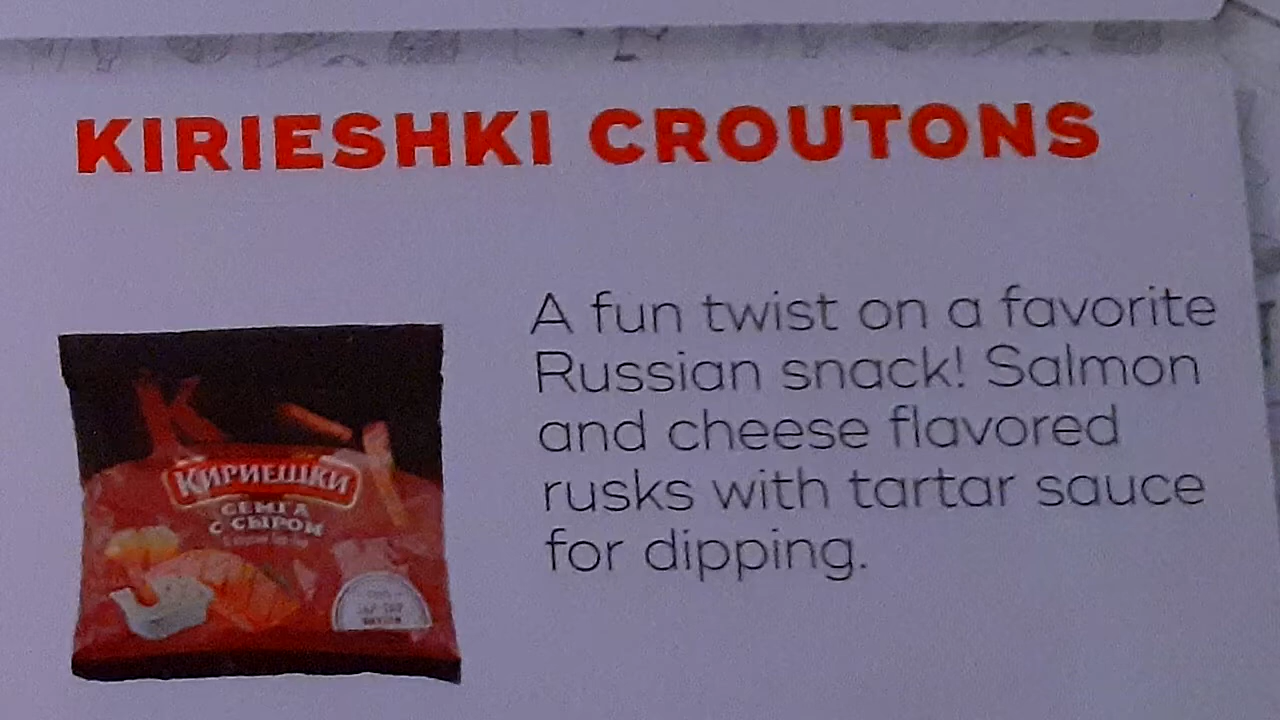 KIRIESHKI CROUTONS
A fun twist on a favorite
Russian snack! Salmon
and cheese flavored
rusks with tartar sauce
for dipping.
КИРИЕШКИ
СЕМГА
С СЫРОМ